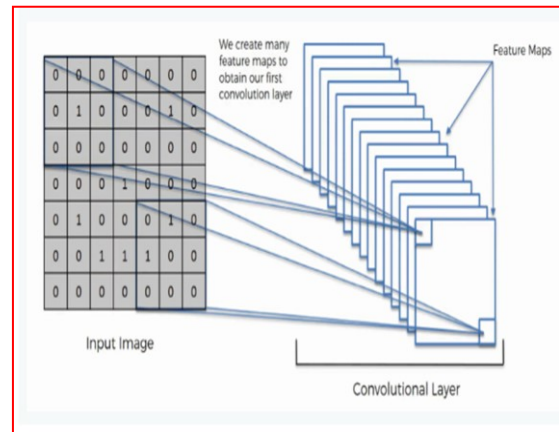 We create many
feature maps to
obtain our first
convolution layer
Feature Maps
0 0 0 0 0 0 0
0 1 0 0 0 1 0
0 0 0 0 0 0 0
0 0 0 1 0 0 0
0 1 0 0 0 1 0
0 0 1 1 1 0 0
0 0 0 0 0 0 0
Input Image
Convolutional Layer